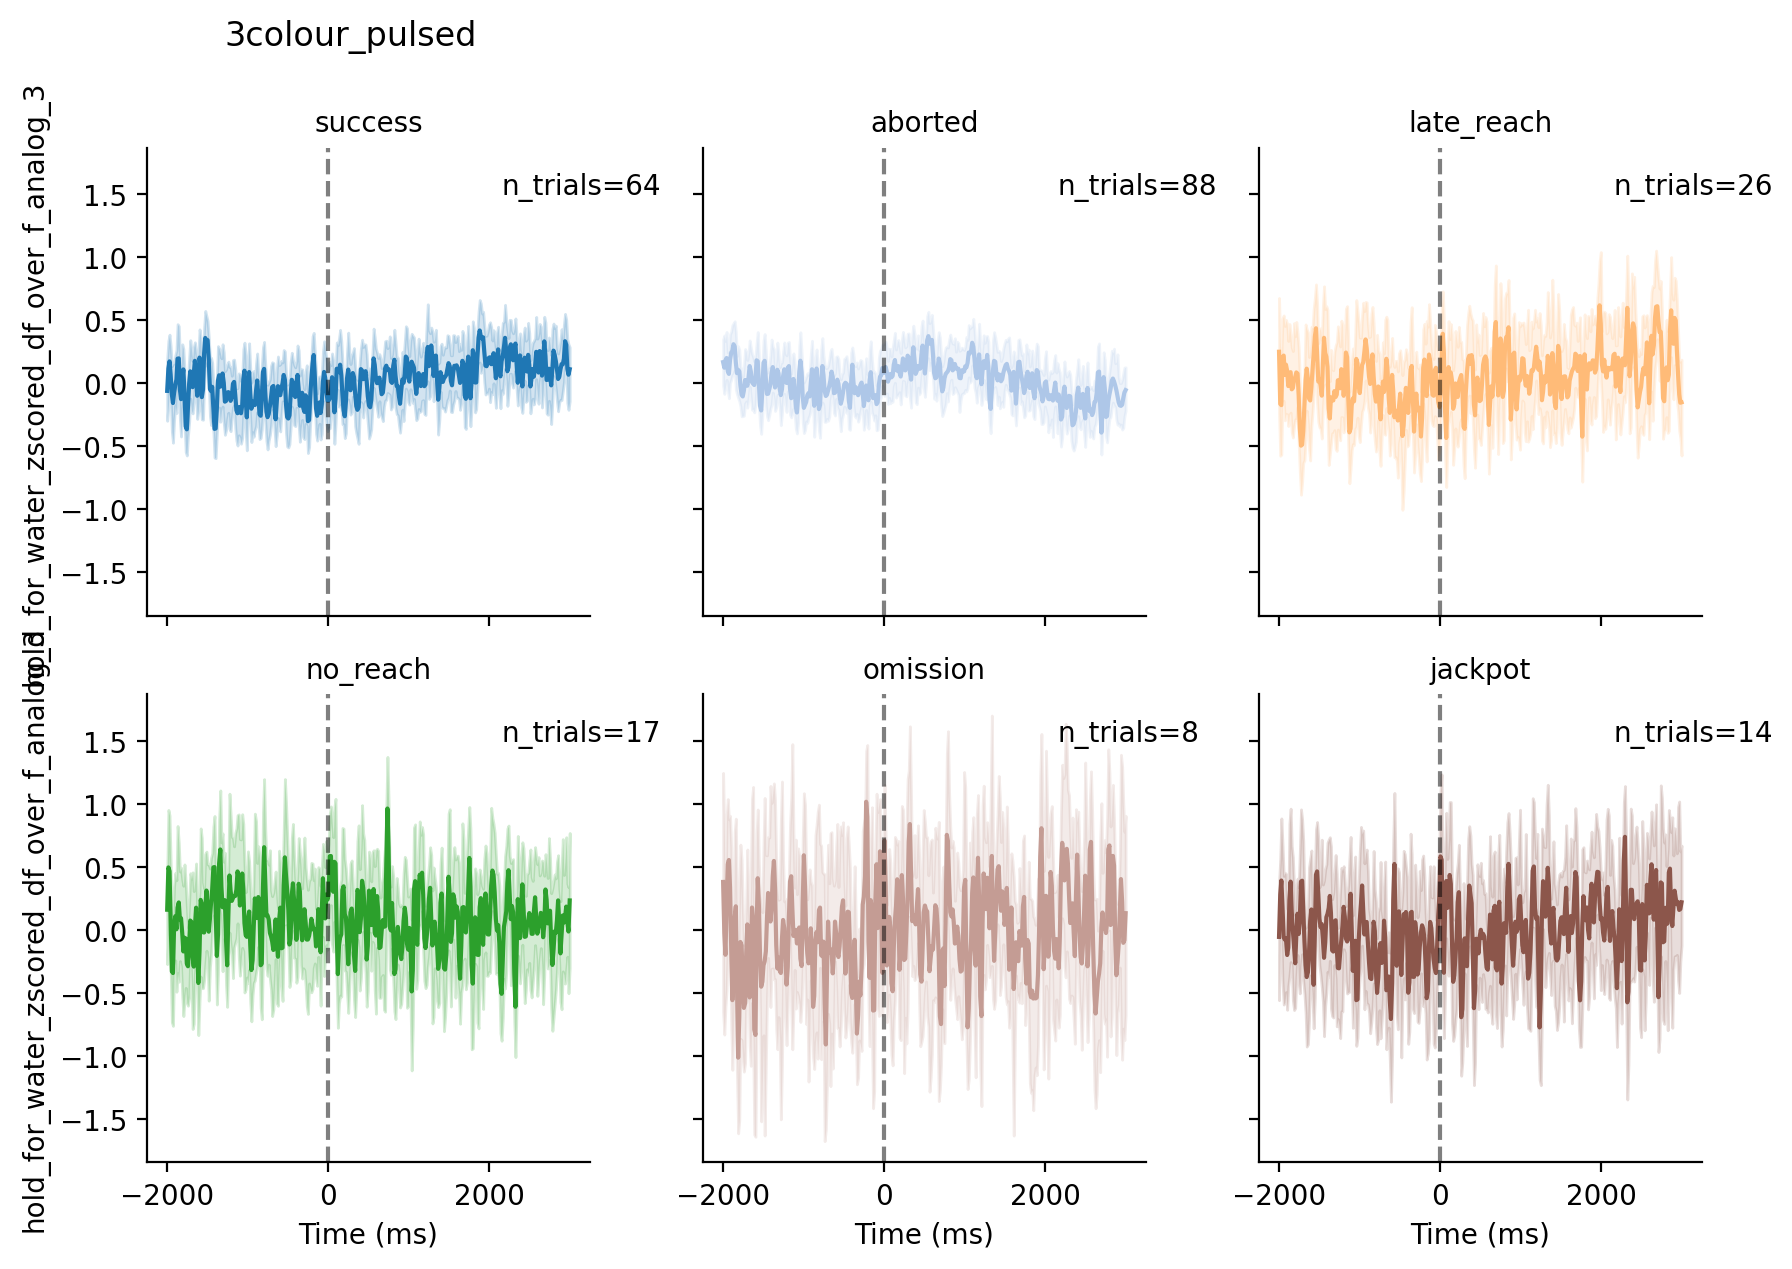 3colour_pulsed
hold_for_water_zscored_df_over_f_analog_3
success
n_trials=64
1.5
1.0
0.5
0.0
−0.5
−1.0
−1.5
aborted
n_trials=88
late_reach
n_trials=26
hold_for_water_zscored_df_over_f_analog_3
no_reach
n_trials=17
1.5
1.0
0.5
0.0
−0.5
−1.0
−1.5
−2000 0 2000
Time (ms)
omission
n_trials=8
−2000 0 2000
Time (ms)
jackpot
n_trials=14
−2000 0 2000
Time (ms)